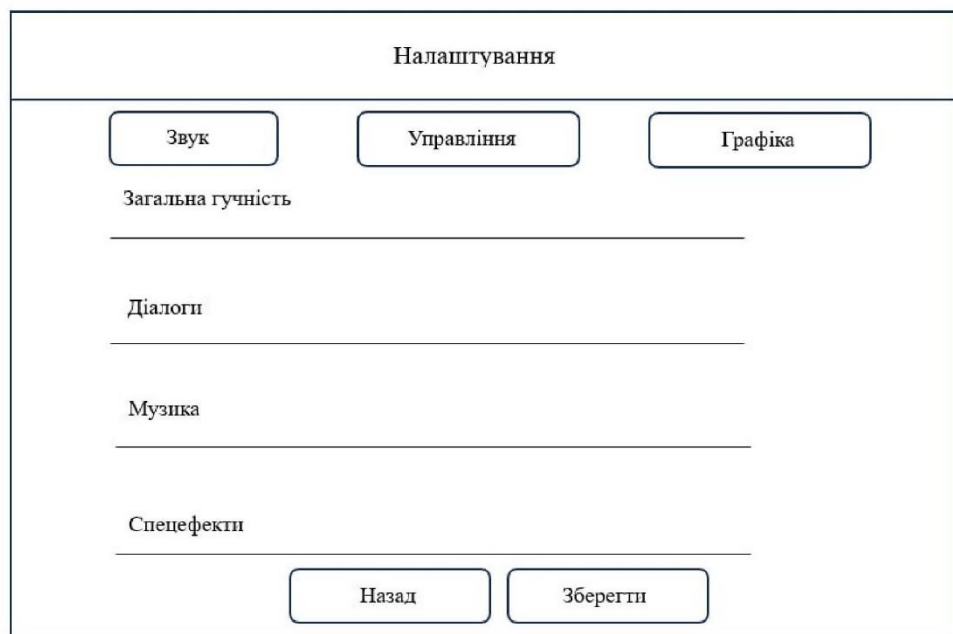 Налаштування
Звук Управління Графіка
Загальна гучність
Діалоги
Музика
Спецефекти
Назад Зберегти